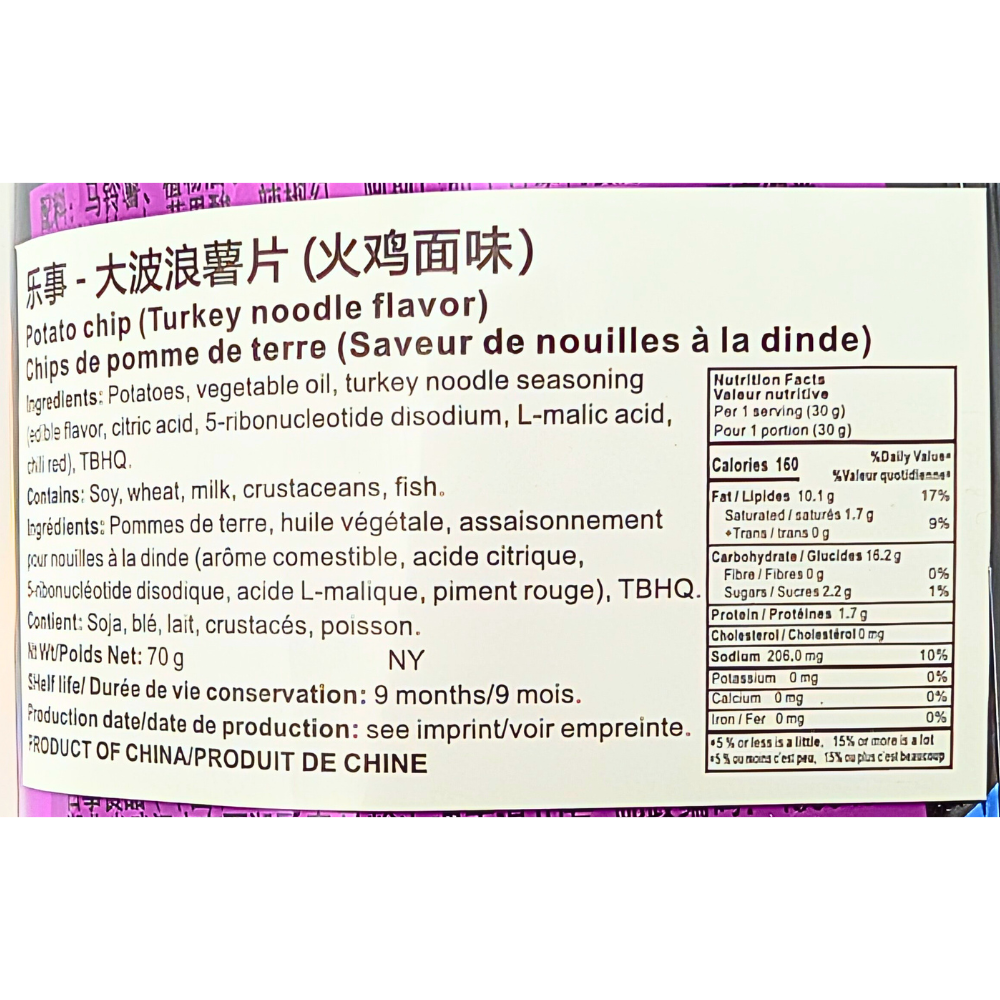 配料: 马铃薯、植物油
乐事 - 大波浪薯片 (火鸡面味)
Potato chip (Turkey noodle flavor)
Chips de pomme de terre (Saveur de nouilles à la dinde)
Ingredients: Potatoes, vegetable oil, turkey noodle seasoning
(edible flavor, citric acid, 5-ribonucleotide disodium, L-malic acid,
chili red), TBHQ.
Contains: Soy, wheat, milk, crustaceans, fish.
Ingrédients: Pommes de terre, huile végétale, assaisonnement
pour nouilles à la dinde (arôme comestible, acide citrique,
5-ribonucléotide disodique, acide L-malique, piment rouge), TBHQ.
Contient: Soja, blé, lait, crustacés, poisson.
Nt Wt/Poids Net: 70 g NY
SHelf life/ Durée de vie conservation: 9 months/9 mois.
Production date/date de production: see imprint/voir empreinte.
PRODUCT OF CHINA/PRODUIT DE CHINE
Nutrition Facts
Valeur nutritive
Per 1 serving (30 g)
Pour 1 portion (30 g)
% Daily Value*
Calories 160
% Valeur quotidienne*
Fat / Lipides 10.1 g 17%
Saturated / saturés 1.7 g
+Trans / trans 0 g 9%
Carbohydrate / Glucides 16.2 g
Fibre / Fibres 0 g 0%
Sugars / Sucres 2.2 g 1%
Protein / Protéines 1.7 g
Cholesterol / Cholestérol 0 mg
Sodium 206.0 mg 10%
Potassium 0 mg 0%
Calcium 0 mg 0%
Iron / Fer 0 mg 0%
*5 % or less is a little, 15% or more is a lot
*5 % ou moins c'est peu, 15% ou plus c'est beaucoup